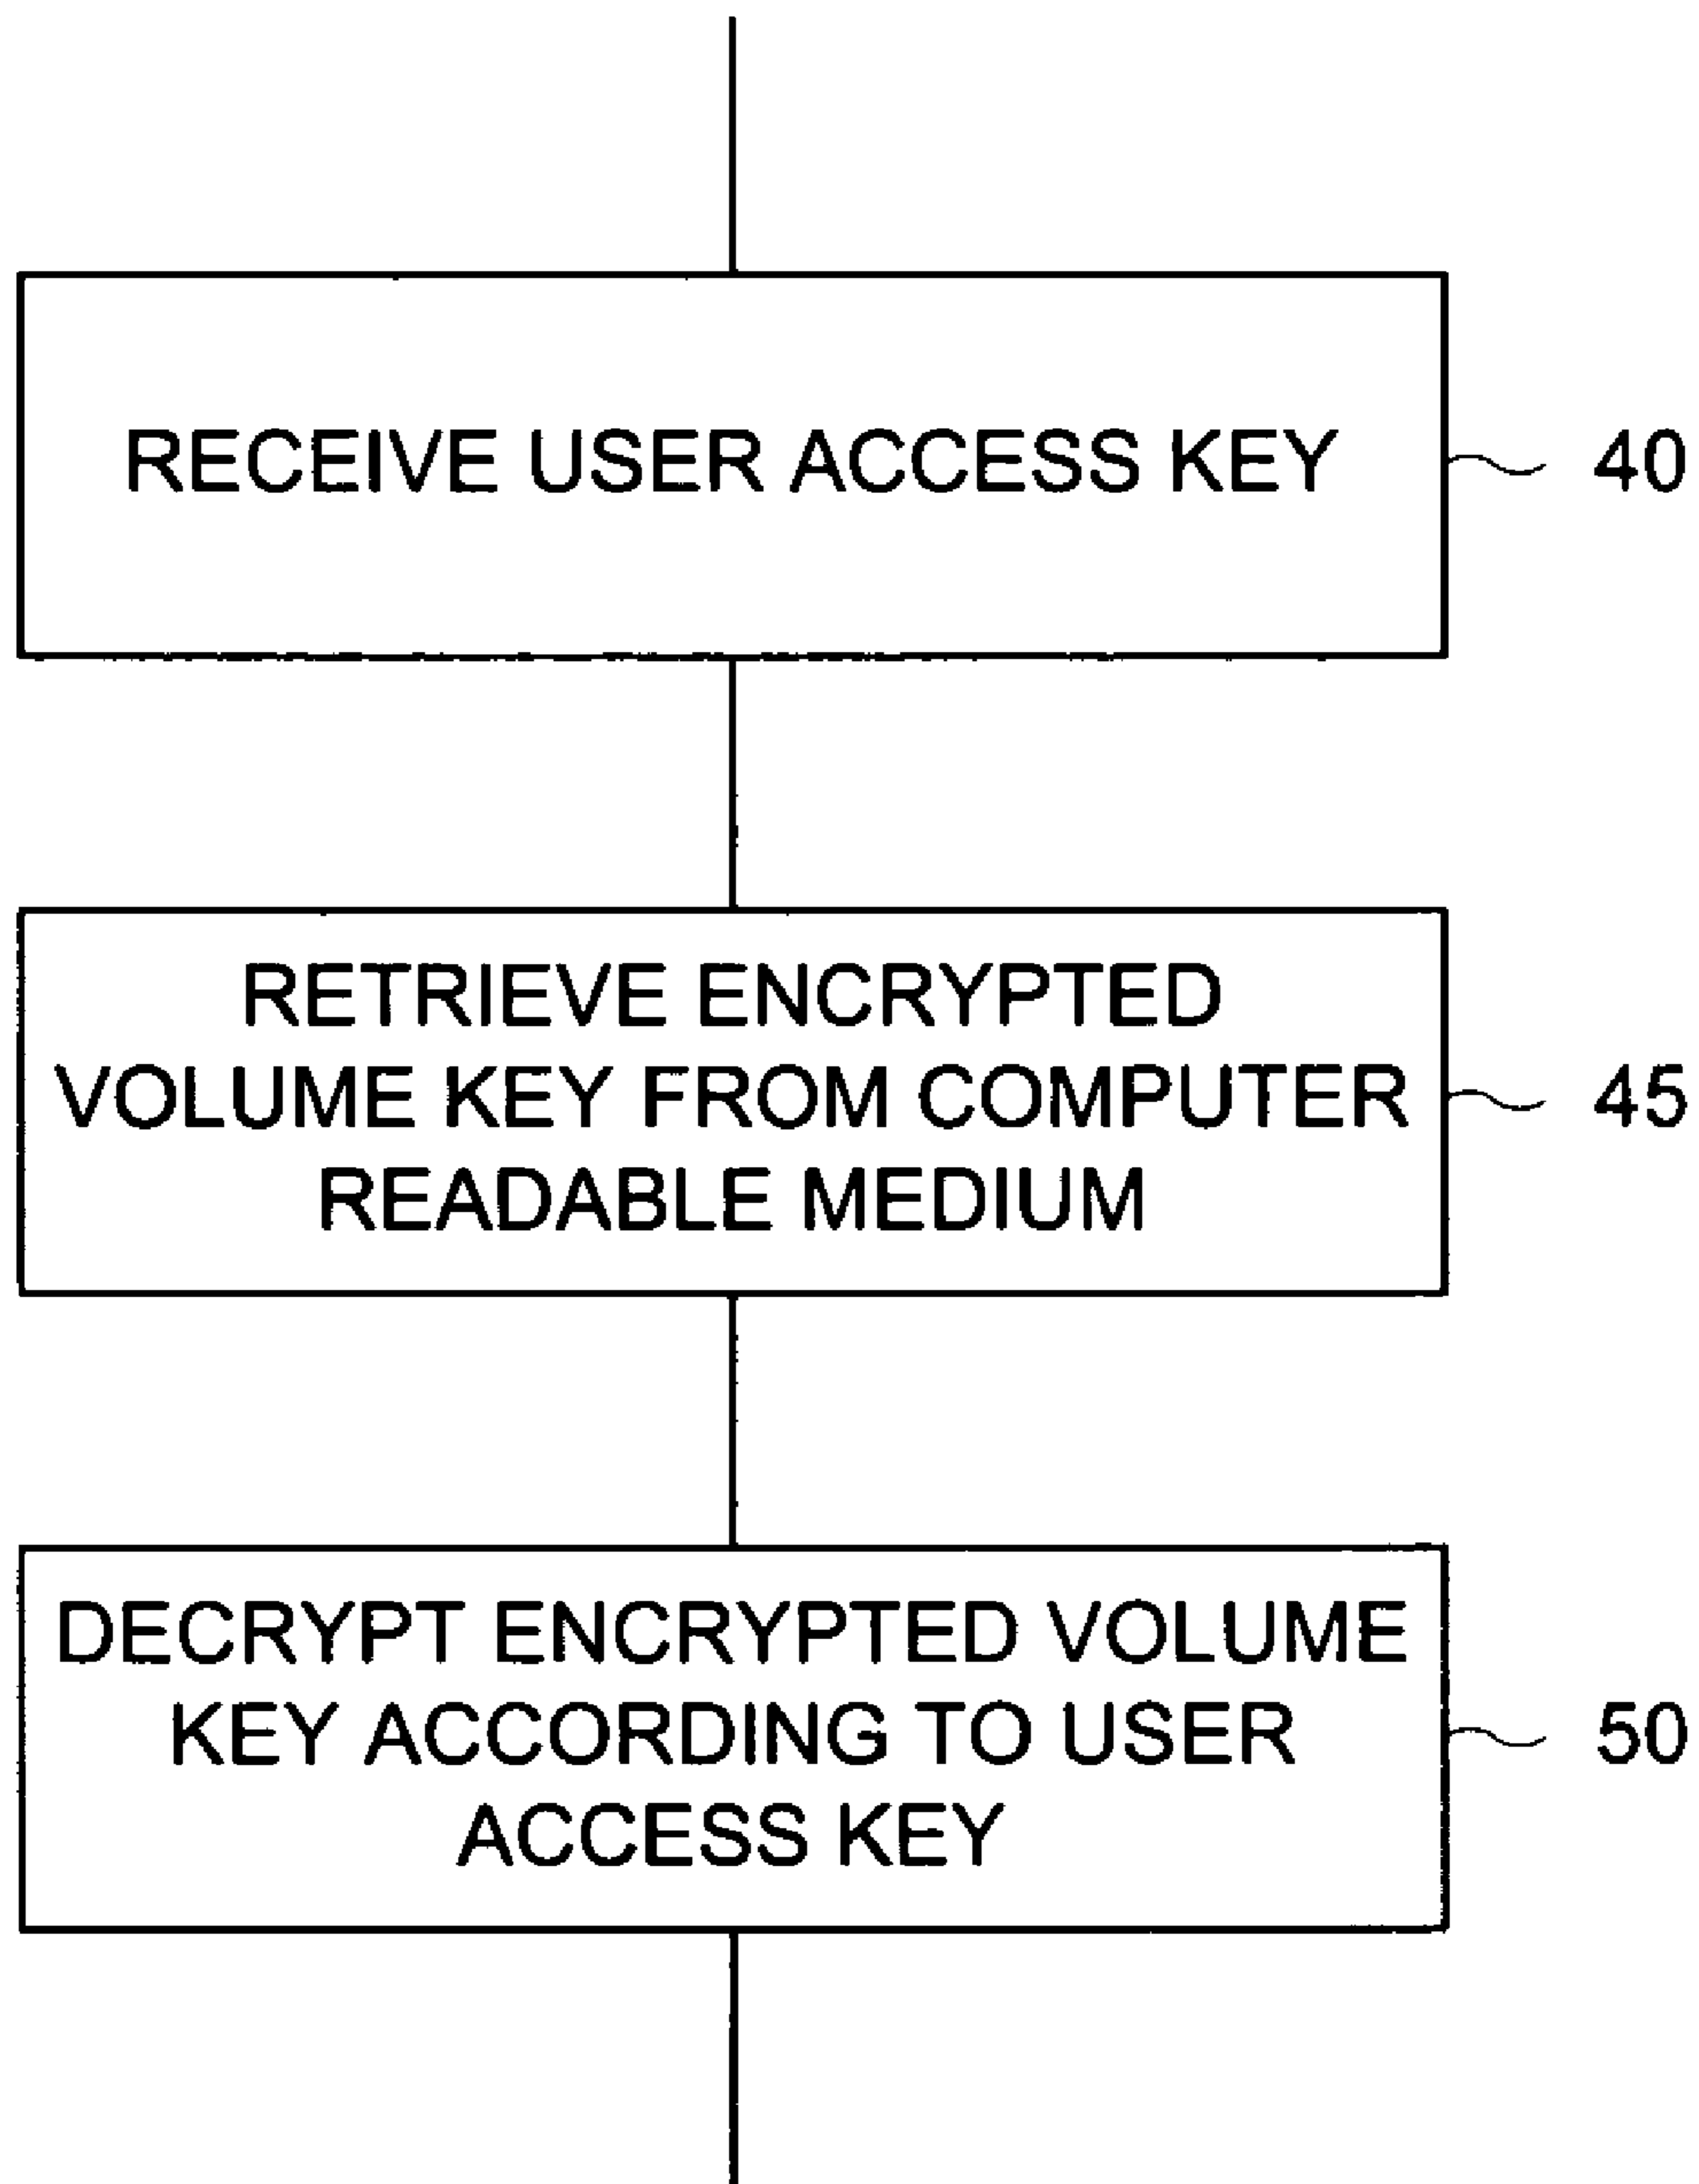 RECEIVE USER ACCESS KEY
40
RETRIEVE ENCRYPTED
VOLUME KEY FROM COMPUTER
READABLE MEDIUM
45
DECRYPT ENCRYPTED VOLUME
KEY ACCORDING TO USER
ACCESS KEY
50